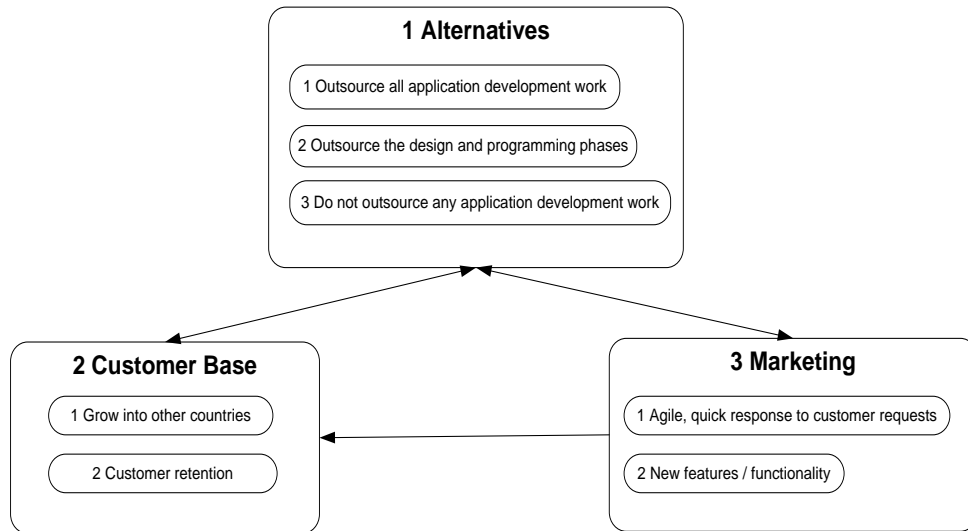 1 Alternatives
1 Outsource all application development work
2 Outsource the design and programming phases
3 Do not outsource any application development work
2 Customer Base
1 Grow into other countries
2 Customer retention
3 Marketing
1 Agile, quick response to customer requests
2 New features / functionality